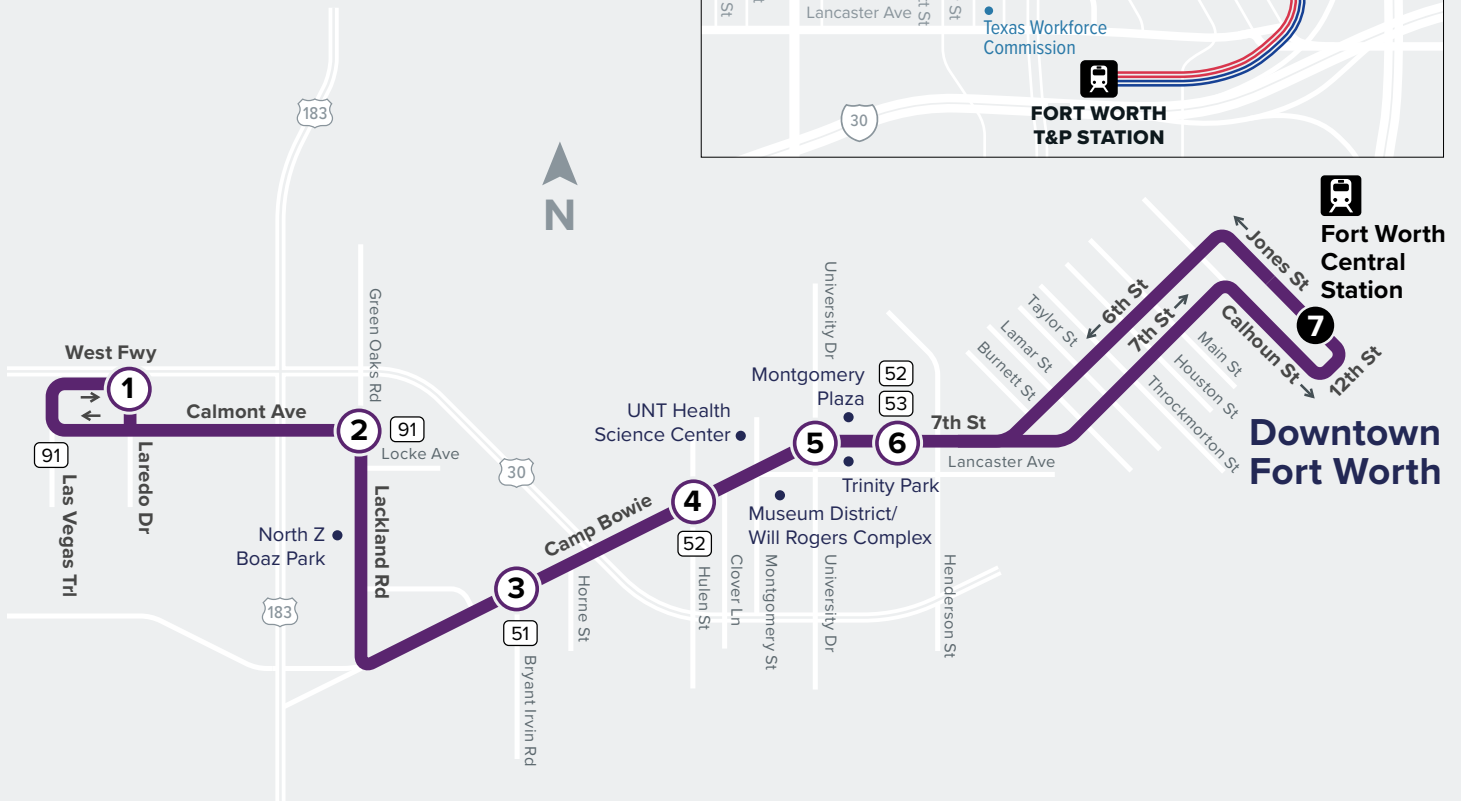 St
Lancaster Ave
St
St
Texas Workforce
Commission
FORT WORTH
T&P STATION
30
183
N
Fort Worth
Central
Station
Jones St
7
12th St
Calhoun St
6th St
7th St
Main St
Houston St
Throckmorton St
Taylor St
Lamar St
Burnett St
Downtown
Fort Worth
West Fwy
1
Calmont Ave
91
Las Vegas Trl
Laredo Dr
Green Oaks Rd
2
91
Locke Ave
Lackland Rd
North Z
Boaz Park
183
30
Camp Bowie
3
51
Bryant Irvin Rd
Horne St
UNT Health
Science Center
4
52
Hulen St
Clover Ln
Montgomery St
University Dr
Montgomery
Plaza
52
53
5
6
7th St
Lancaster Ave
Trinity Park
Museum District/
Will Rogers Complex
University Dr
Henderson St